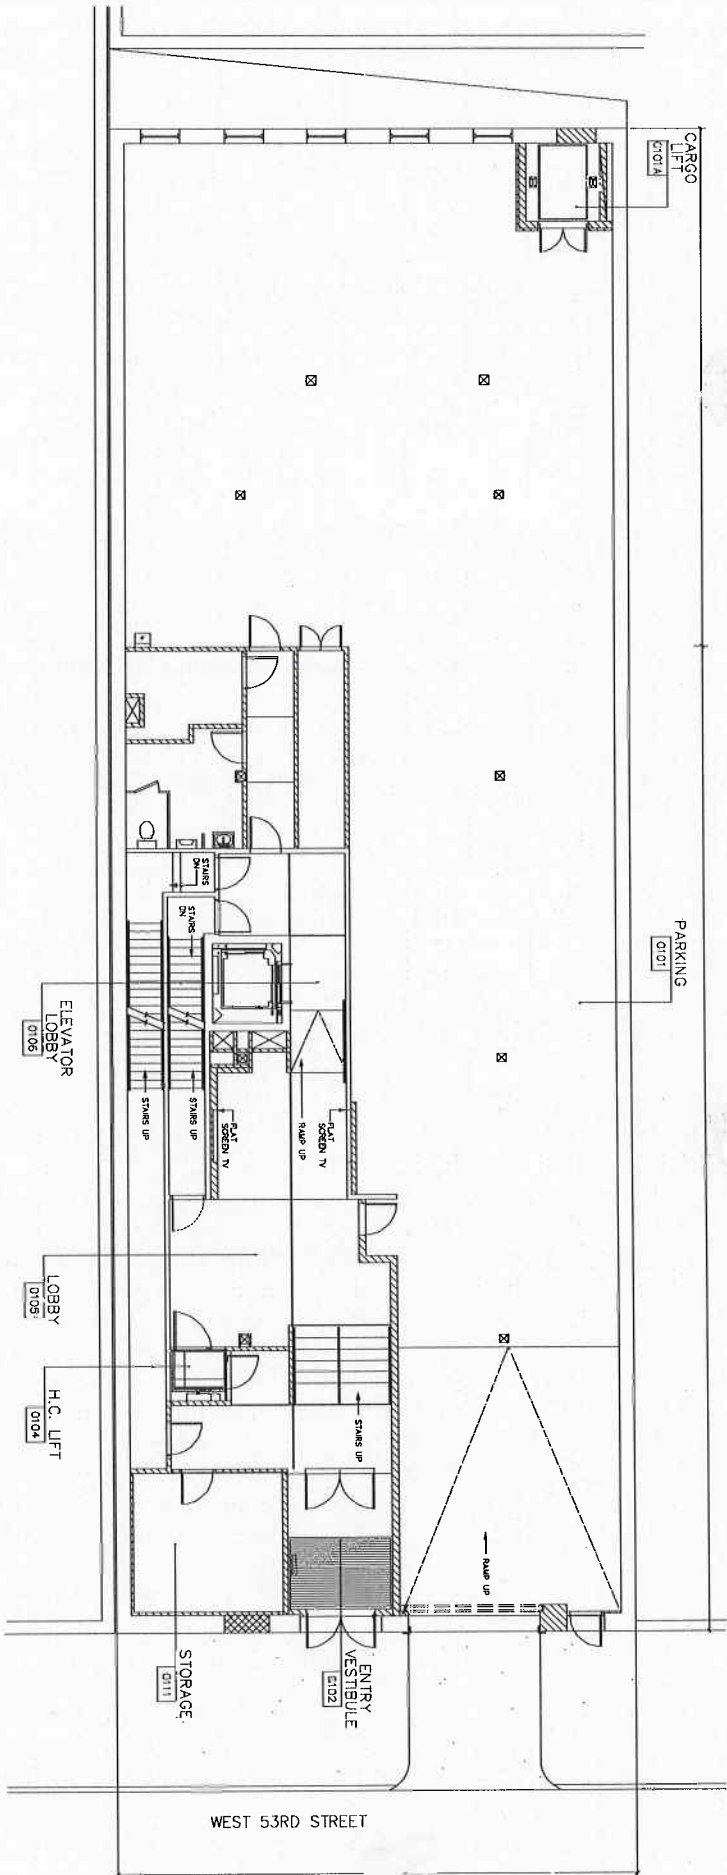 CARGO
LIFT
0101A
PARKING
0101
STAIRS
DN
STAIRS
DN
ELEVATOR
LOBBY
0106
STAIRS UP
STAIRS UP
FLAT
SCREEN TV
RAMP UP
FLAT
SCREEN TV
LOBBY
0105
H.C. LIFT
0104
STAIRS UP
RAMP UP
STORAGE
0111
ENTRY
VESTIBULE
0102
WEST 53RD STREET